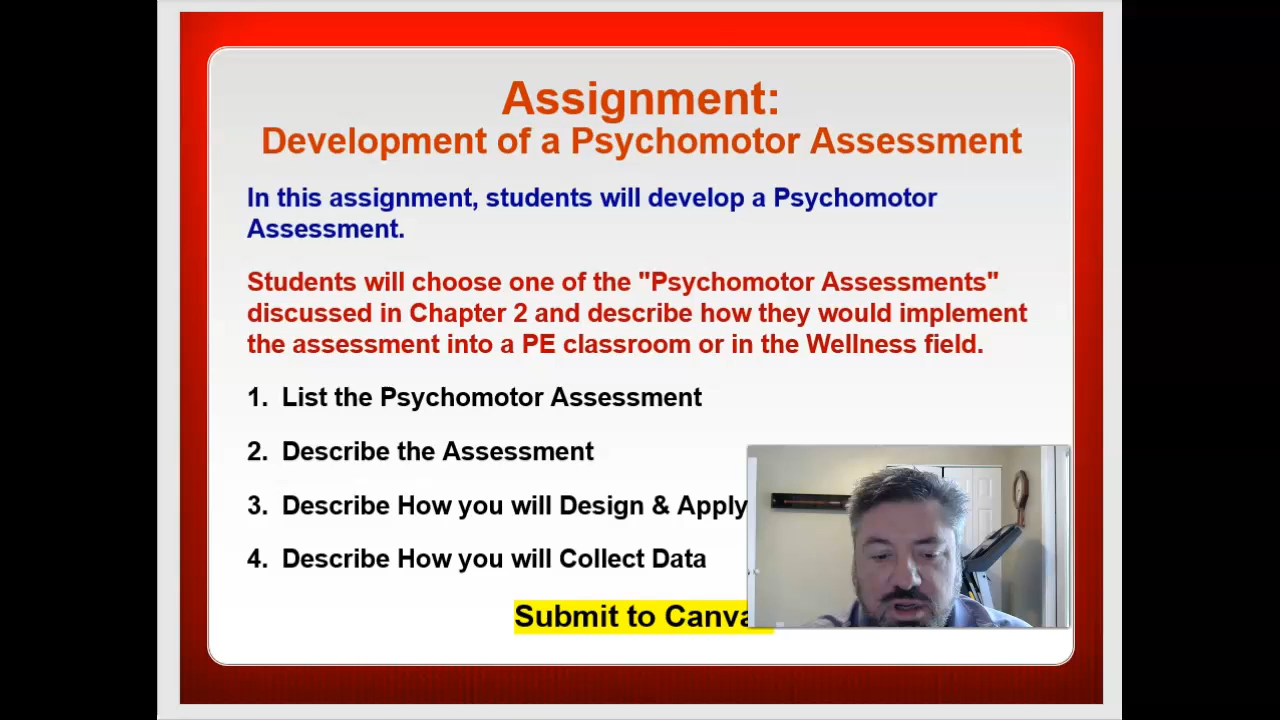 Assignment:
Development of a Psychomotor Assessment
In this assignment, students will develop a Psychomotor
Assessment.
Students will choose one of the "Psychomotor Assessments"
discussed in Chapter 2 and describe how they would implement
the assessment into a PE classroom or in the Wellness field.
1. List the Psychomotor Assessment
2. Describe the Assessment
3. Describe How you will Design & Apply
4. Describe How you will Collect Data
Submit to